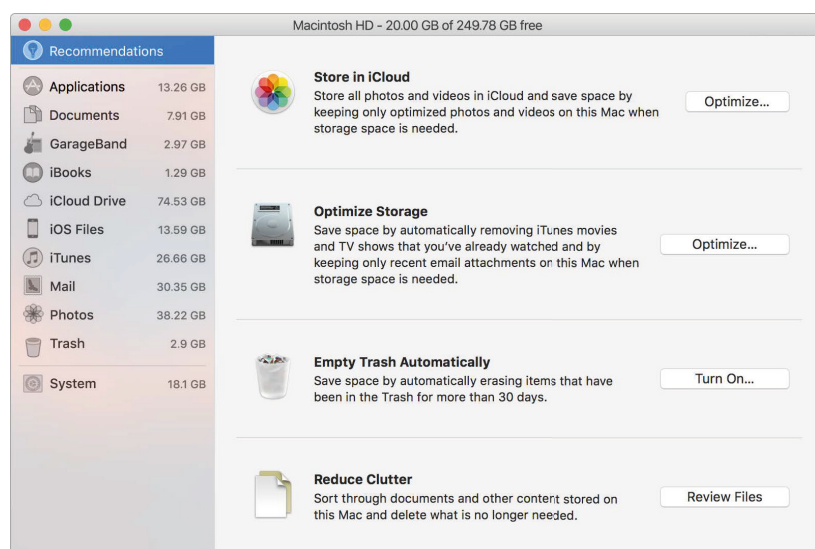 Macintosh HD - 20.00 GB of 249.78 GB free
Recommendations
Applications 13.26 GB
Documents 7.91 GB
GarageBand 2.97 GB
iBooks 1.29 GB
iCloud Drive 74.53 GB
iOS Files 13.59 GB
iTunes 26.66 GB
Mail 30.35 GB
Photos 38.22 GB
Trash 2.9 GB
System 18.1 GB
Store in iCloud
Store all photos and videos in iCloud and save space by
keeping only optimized photos and videos on this Mac when
storage space is needed.
Optimize...
Optimize Storage
Save space by automatically removing iTunes movies
and TV shows that you've already watched and by
keeping only recent email attachments on this Mac when
storage space is needed.
Optimize...
Empty Trash Automatically
Save space by automatically erasing items that have
been in the Trash for more than 30 days.
Turn On...
Reduce Clutter
Sort through documents and other content stored on
this Mac and delete what is no longer needed.
Review Files